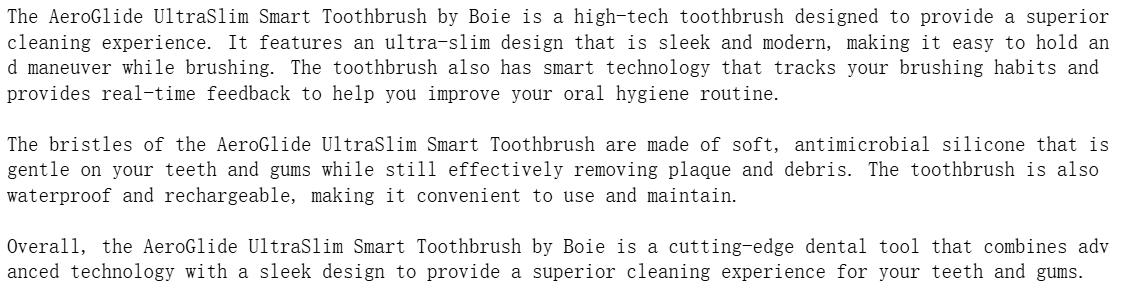 The AeroGlide UltraSlim Smart Toothbrush by Boie is a high-tech toothbrush designed to provide a superior
cleaning experience. It features an ultra-slim design that is sleek and modern, making it easy to hold an
d maneuver while brushing. The toothbrush also has smart technology that tracks your brushing habits and
provides real-time feedback to help you improve your oral hygiene routine.

The bristles of the AeroGlide UltraSlim Smart Toothbrush are made of soft, antimicrobial silicone that is
gentle on your teeth and gums while still effectively removing plaque and debris. The toothbrush is also
waterproof and rechargeable, making it convenient to use and maintain.

Overall, the AeroGlide UltraSlim Smart Toothbrush by Boie is a cutting-edge dental tool that combines adv
anced technology with a sleek design to provide a superior cleaning experience for your teeth and gums.